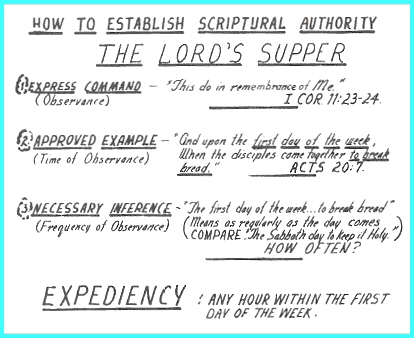 HOW TO ESTABLISH SCRIPTURAL AUTHORITY
THE LORD'S SUPPER
① EXPRESS COMMAND - "This do in remembrance of Me."
(Observance) I COR 11:23-24.
② APPROVED EXAMPLE - "And upon the first day of the week,
(Time of Observance) When the disciples came together to break
bread." ACTS 20:7.
③ NECESSARY INFERENCE - "The first day of the week...to break bread"
(Frequency of Observance) (Means as regularly as the day comes
COMPARE "The Sabbath day to keep it Holy.")
HOW OFTEN?
EXPEDIENCY : ANY HOUR WITHIN THE FIRST
DAY OF THE WEEK.